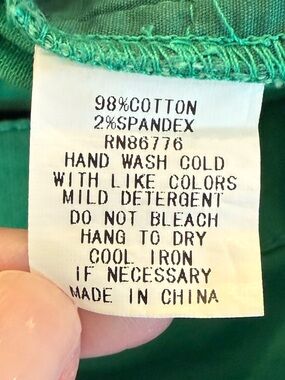 98%COTTON
2%SPANDEX
RN86776
HAND WASH COLD
WITH LIKE COLORS
MILD DETERGENT
DO NOT BLEACH
HANG TO DRY
COOL IRON
IF NECESSARY
MADE IN CHINA